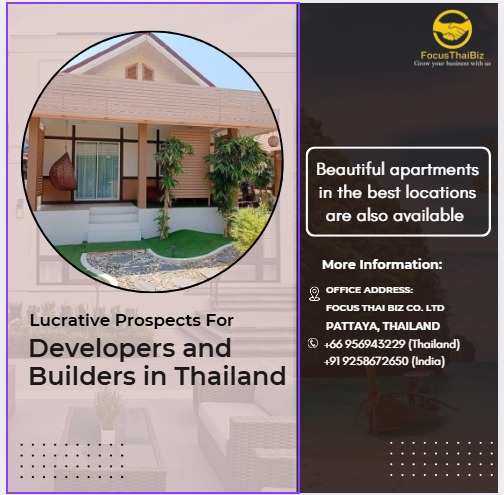 FocusThaiBiz
Grow your business with us
Beautiful apartments
in the best locations
are also available
More Information:
OFFICE ADDRESS:
FOCUS THAI BIZ CO. LTD
PATTAYA, THAILAND
+66 956943229 (Thailand)
+91 9258672650 (India)
Lucrative Prospects For
Developers and
Builders in Thailand